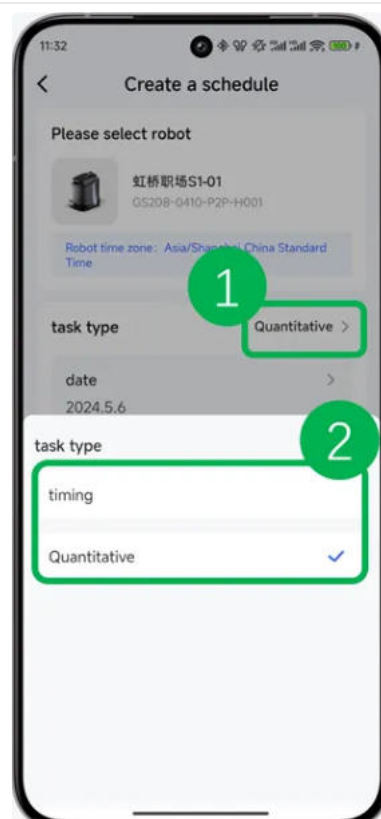 11:32
Create a schedule
Please select robot
虹桥职场S1-01
GS208-0410-P2P-H001
Robot time zone: Asia/Shanghai China Standard
Time
1
task type
Quantitative
date
2024.5.6
2
task type
timing
Quantitative